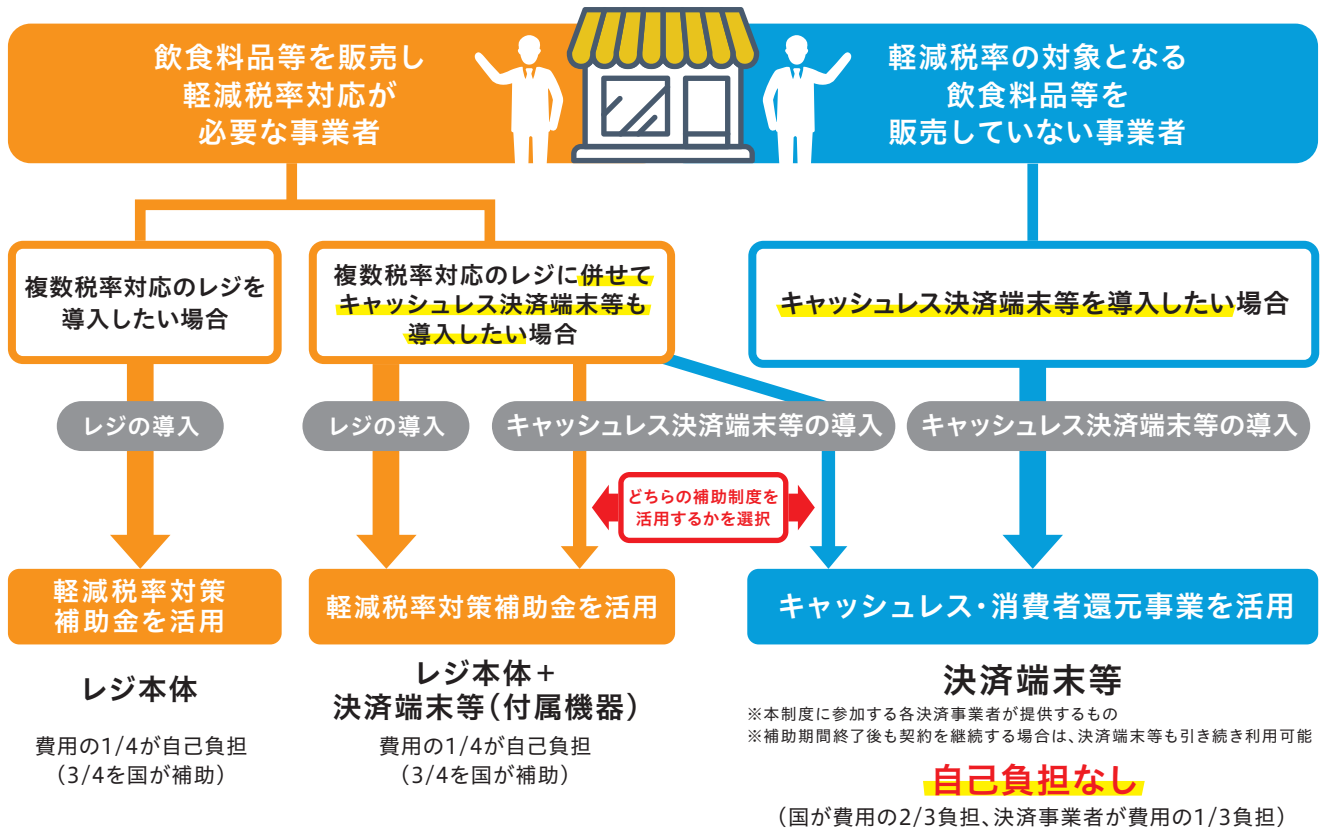 飲食料品等を販売し
軽減税率対応が
必要な事業者
軽減税率の対象となる
飲食料品等を
販売していない事業者
複数税率対応のレジを
導入したい場合
複数税率対応のレジに併せて
キャッシュレス決済端末等も
導入したい場合
キャッシュレス決済端末等を導入したい場合
レジの導入
レジの導入
キャッシュレス決済端末等の導入
キャッシュレス決済端末等の導入
どちらの補助制度を
活用するかを選択
軽減税率対策
補助金を活用
軽減税率対策補助金を活用
キャッシュレス・消費者還元事業を活用
レジ本体
費用の1/4が自己負担
（3/4を国が補助）
レジ本体＋
決済端末等（付属機器）
費用の1/4が自己負担
（3/4を国が補助）
決済端末等
※本制度に参加する各決済事業者が提供するもの
※補助期間終了後も契約を継続する場合は、決済端末等も引き続き利用可能
自己負担なし
（国が費用の2/3負担、決済事業者が費用の1/3負担）